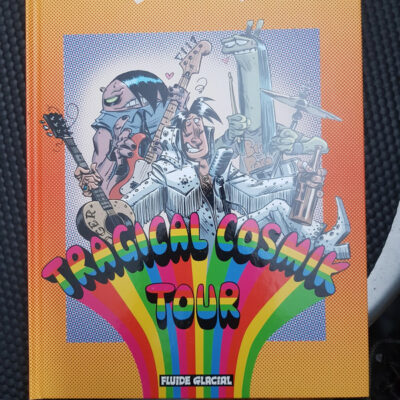 TRAGICAL COSMIK
TOUR
FLUIDE GLACIAL